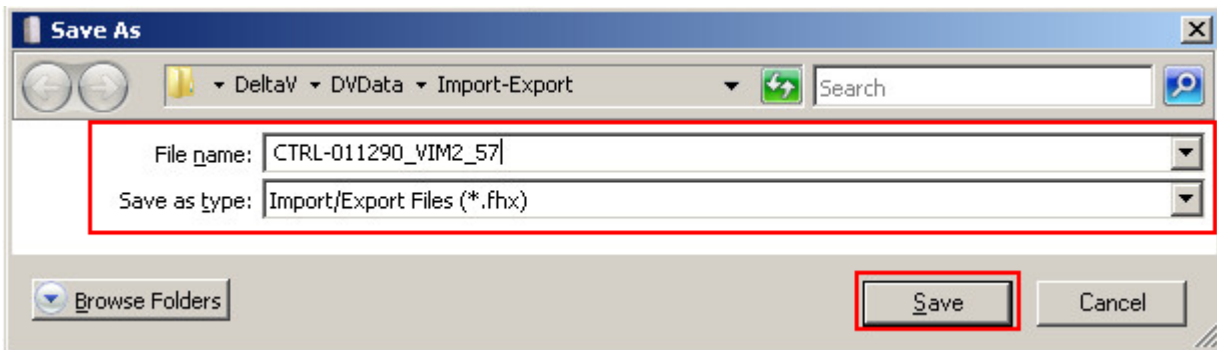 Save As
DeltaV DVData Import-Export Search
File name: CTRL-011290_VIM2_57
Save as type: Import/Export Files (*.fhx)
Browse Folders Save Cancel